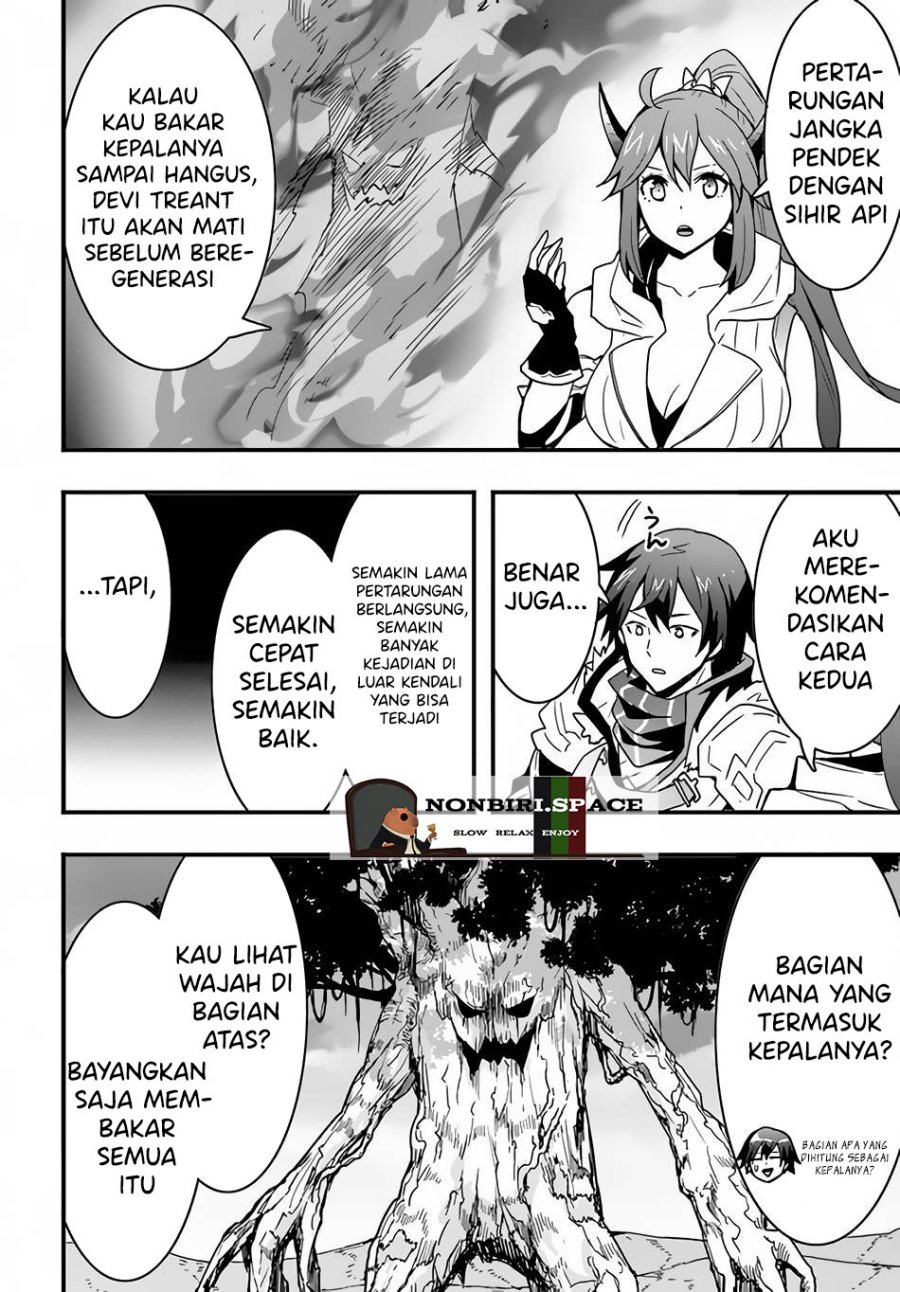 PERTA-
RUNGAN
JANGKA
PENDEK
DENGAN
SIHIR API
KALAU
KAU BAKAR
KEPALANYA
SAMPAI HANGUS,
DEVI TREANT
ITU AKAN MATI
SEBELUM BERE-
GENERASI
AKU
MERE-
KOMEN-
DASIKAN
CARA
KEDUA
うん
BENAR
JUGA...
SEMAKIN LAMA
PERTARUNGAN
BERLANGSUNG,
SEMAKIN
BANYAK
KEJADIAN DI
LUAR KENDALI
YANG BISA
TERJADI
SEMAKIN
CEPAT
SELESAI,
SEMAKIN
BAIK.
...TAPI,
NONBIRI.SPACE
SLOW RELAX ENJOY
BAGIAN
MANA YANG
TERMASUK
KEPALANYA?
BAGIAN APA YANG
DIHITUNG SEBAGAI
KEPALANYA?
KAU LIHAT
WAJAH DI
BAGIAN
ATAS?
BAYANGKAN
SAJA MEM-
BAKAR
SEMUA
ITU